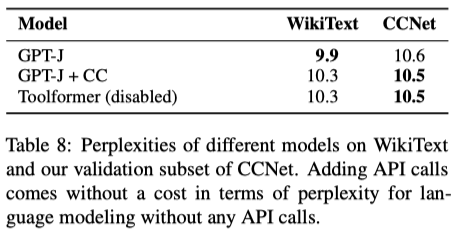 Model WikiText CCNet
GPT-J 9.9 10.6
GPT-J + CC 10.3 10.5
Toolformer (disabled) 10.3 10.5
Table 8: Perplexities of different models on WikiText
and our validation subset of CCNet. Adding API calls
comes without a cost in terms of perplexity for lan-
guage modeling without any API calls.